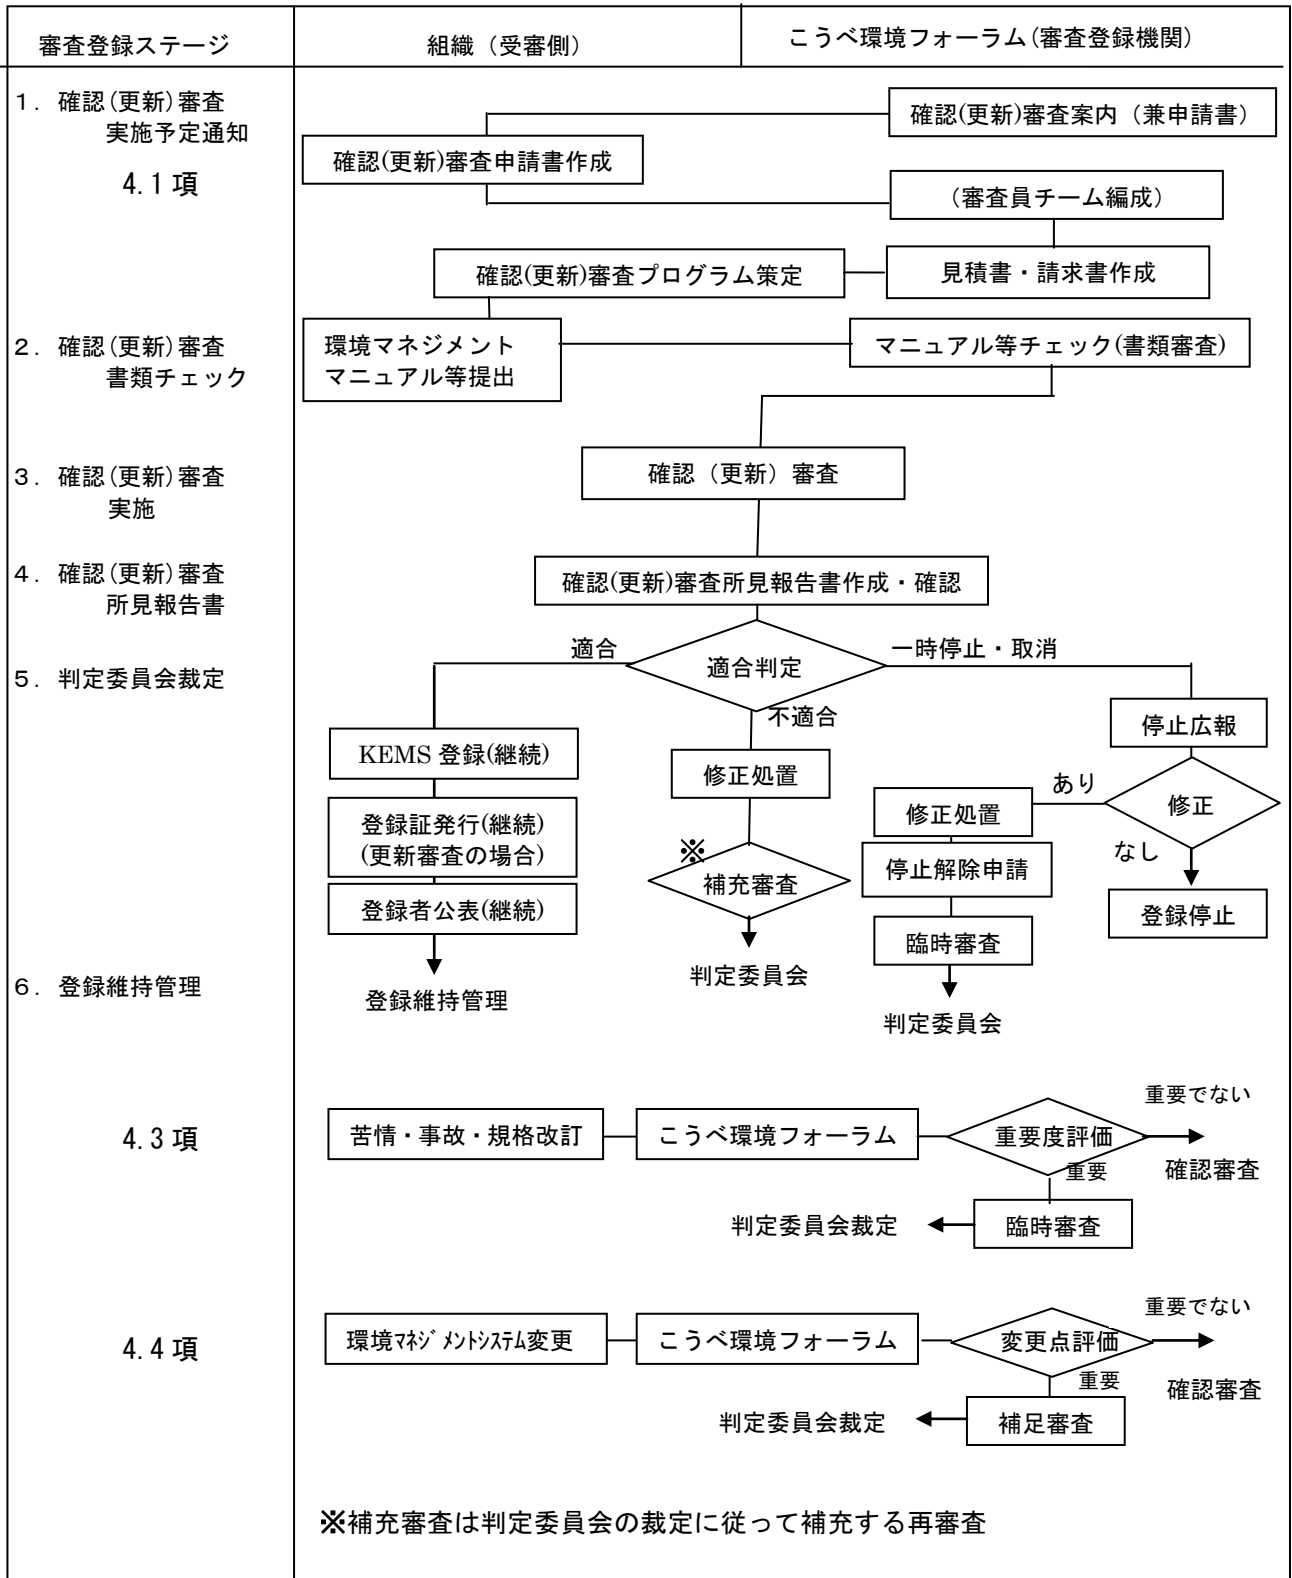 審査登録ステージ
組織（受審側）
こうべ環境フォーラム(審査登録機関)
１．確認(更新)審査
実施予定通知
4.1項
確認(更新)審査案内（兼申請書）
確認(更新)審査申請書作成
（審査員チーム編成）
確認(更新)審査プログラム策定
見積書・請求書作成
２．確認(更新)審査
書類チェック
環境マネジメント
マニュアル等提出
マニュアル等チェック(書類審査)
３．確認(更新)審査
実施
確認（更新）審査
４．確認(更新)審査
所見報告書
確認(更新)審査所見報告書作成・確認
５．判定委員会裁定
適合
適合判定
一時停止・取消
不適合
停止広報
KEMS 登録(継続)
修正処置
あり
修正
修正処置
なし
登録証発行(継続)
(更新審査の場合)
※
補充審査
停止解除申請
登録者公表(継続)
臨時審査
登録停止
６．登録維持管理
登録維持管理
判定委員会
判定委員会
4.3項
苦情・事故・規格改訂
こうべ環境フォーラム
重要度評価
重要でない
確認審査
重要
判定委員会裁定
臨時審査
4.4項
環境ﾏﾈｼﾞﾒﾝﾄｼｽﾃﾑ変更
こうべ環境フォーラム
変更点評価
重要でない
確認審査
重要
判定委員会裁定
補足審査
※補充審査は判定委員会の裁定に従って補充する再審査